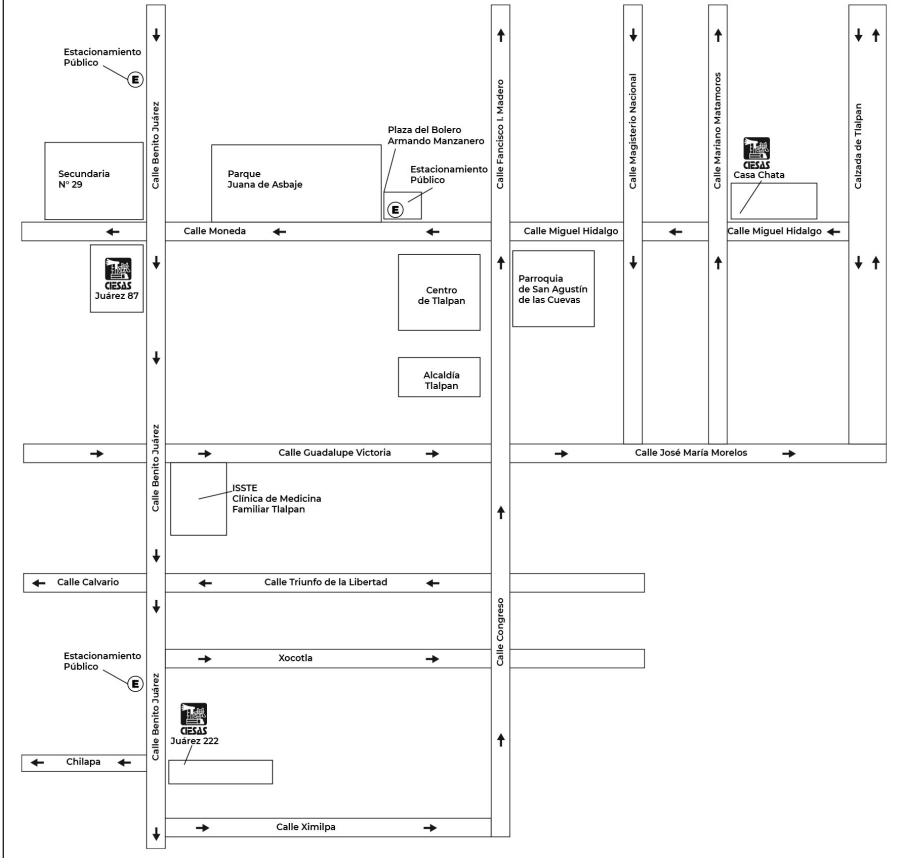 Estacionamiento
Público
E
Calle Benito Juárez
Calle Fancisco I. Madero
Calle Magisterio Nacional
Calle Mariano Matamoros
Calzada de Tlalpan
Secundaria
N° 29
Parque
Juana de Asbaje
Plaza del Bolero
Armando Manzanero
Estacionamiento
Público
E
CIESAS
Casa Chata
Calle Moneda
Calle Miguel Hidalgo
Calle Miguel Hidalgo
CIESAS
Juárez 87
Centro
de Tlalpan
Parroquia
de San Agustín
de las Cuevas
Alcaldía
Tlalpan
Calle Benito Juárez
Calle Guadalupe Victoria
Calle José María Morelos
ISSTE
Clínica de Medicina
Familiar Tlalpan
Calle Calvario
Calle Triunfo de la Libertad
Calle Congreso
Xocotla
Estacionamiento
Público
E
Calle Benito Juárez
CIESAS
Juárez 222
Chilapa
Calle Ximilpa